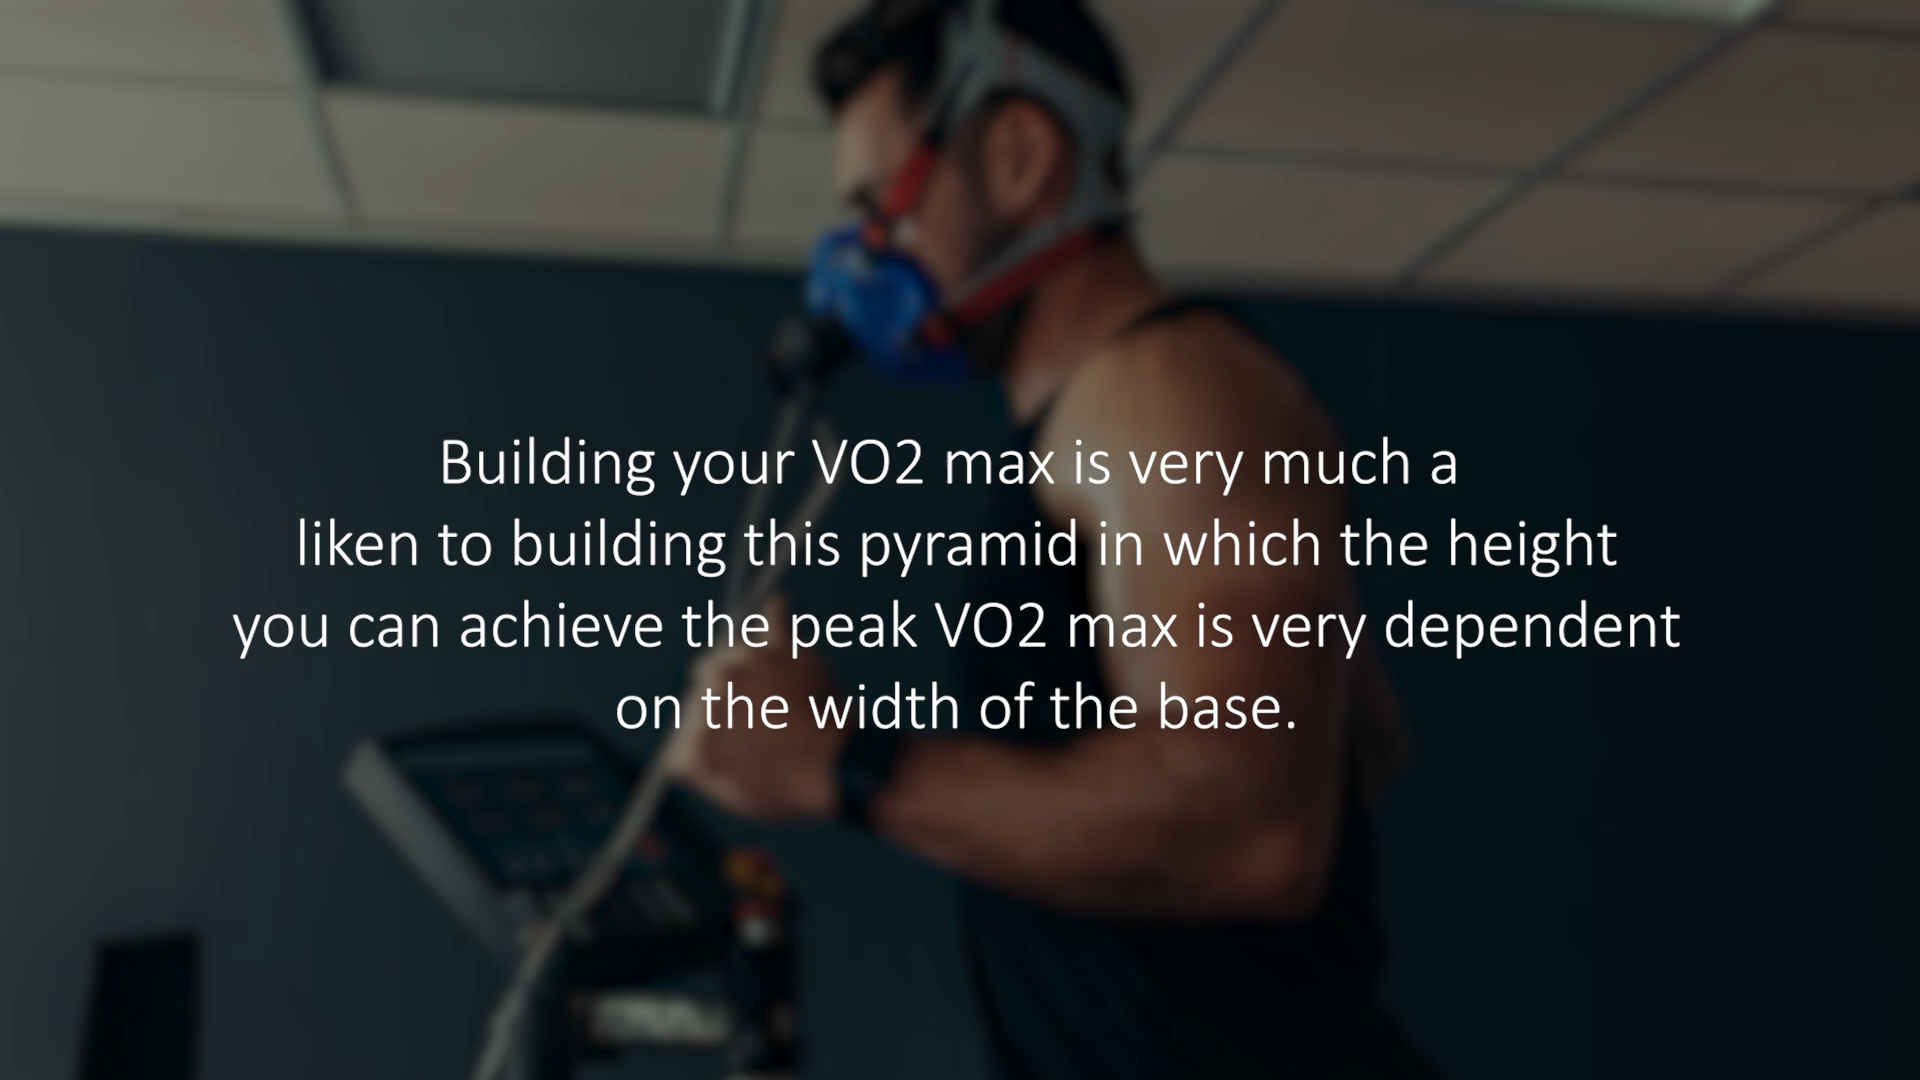 Building your VO2 max is very much a
liken to building this pyramid in which the height
you can achieve the peak VO2 max is very dependent
on the width of the base.